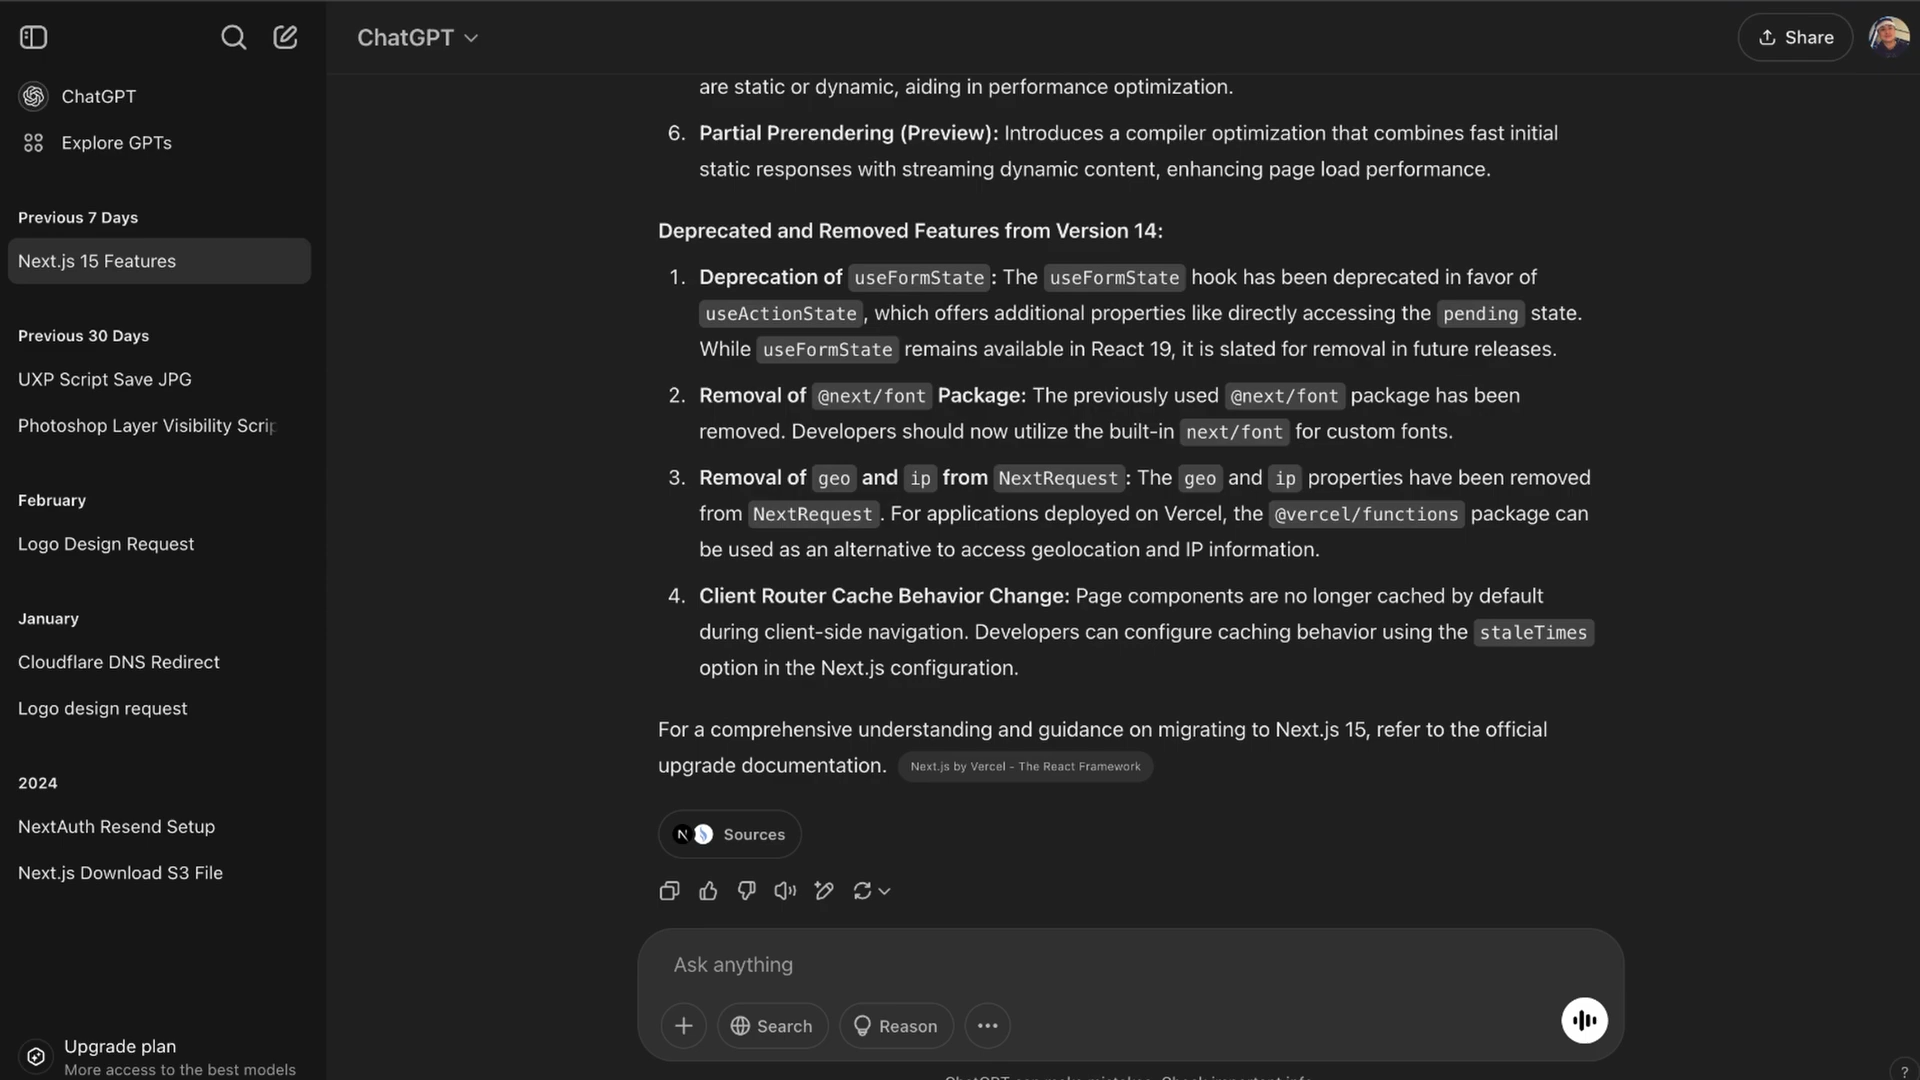 ChatGPT
Share
ChatGPT
Explore GPTs
Previous 7 Days
Next.js 15 Features
Previous 30 Days
UXP Script Save JPG
Photoshop Layer Visibility Scrip
February
Logo Design Request
January
Cloudflare DNS Redirect
Logo design request
2024
NextAuth Resend Setup
Next.js Download S3 File
Upgrade plan
More access to the best models
are static or dynamic, aiding in performance optimization.
6. Partial Prerendering (Preview): Introduces a compiler optimization that combines fast initial
static responses with streaming dynamic content, enhancing page load performance.
Deprecated and Removed Features from Version 14:
1. Deprecation of useFormState: The useFormState hook has been deprecated in favor of
useActionState, which offers additional properties like directly accessing the pending state.
While useFormState remains available in React 19, it is slated for removal in future releases.
2. Removal of @next/font Package: The previously used @next/font package has been
removed. Developers should now utilize the built-in next/font for custom fonts.
3. Removal of geo and ip from NextRequest: The geo and ip properties have been removed
from NextRequest. For applications deployed on Vercel, the @vercel/functions package can
be used as an alternative to access geolocation and IP information.
4. Client Router Cache Behavior Change: Page components are no longer cached by default
during client-side navigation. Developers can configure caching behavior using the staleTimes
option in the Next.js configuration.
For a comprehensive understanding and guidance on migrating to Next.js 15, refer to the official
upgrade documentation. Next.js by Vercel - The React Framework
N Sources
Ask anything
Search
Reason
ChatGPT can make mistakes. Check important info.
?